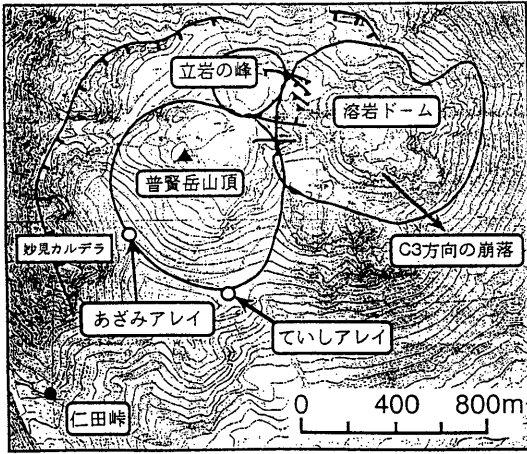 立岩の峰
溶岩ドーム
普賢岳山頂
妙見カルデラ
C3方向の崩落
あざみアレイ
ていしアレイ
仁田峠
0 400 800m